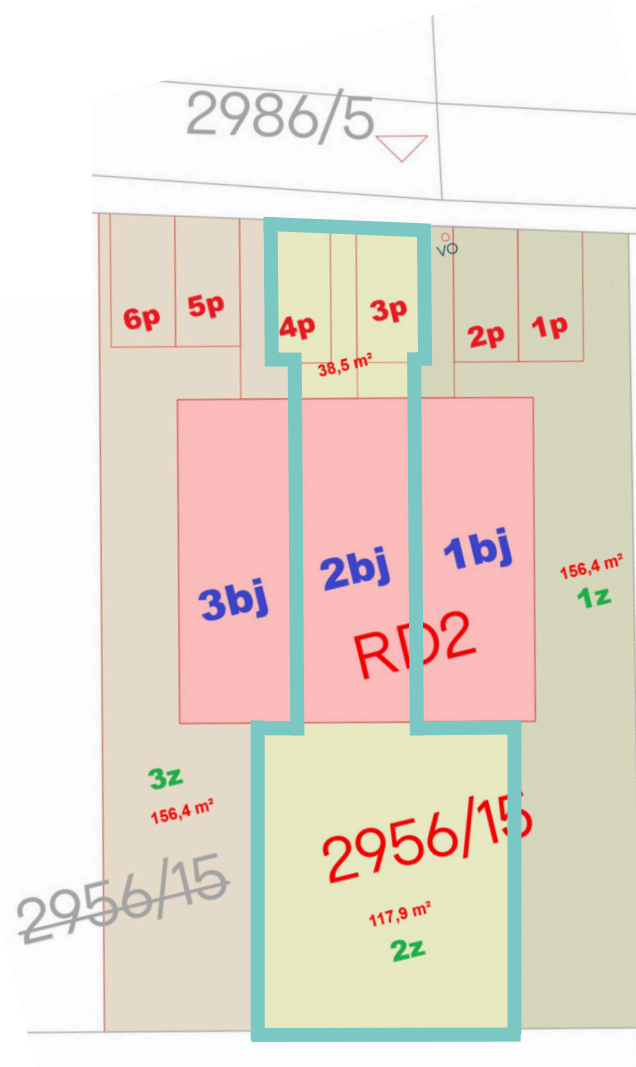 2986/5
VO
6p
5p
4p
3p
2p
1p
38,5 m²
3bj
2bj
1bj
156,4 m²
1z
RD2
3z
156,4 m²
2956/15
2956/15
117,9 m²
2z